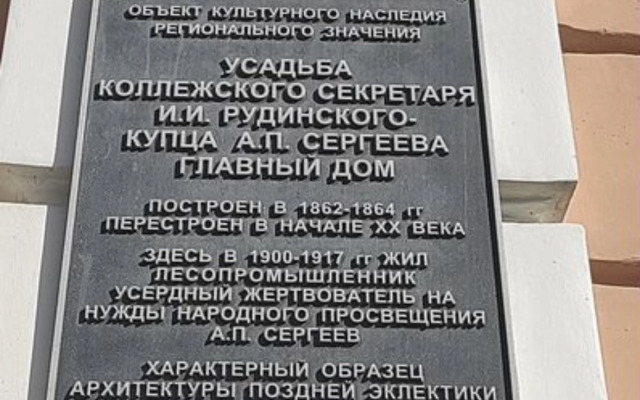 ОБЪЕКТ КУЛЬТУРНОГО НАСЛЕДИЯ
РЕГИОНАЛЬНОГО ЗНАЧЕНИЯ
УСАДЬБА
КОЛЛЕЖСКОГО СЕКРЕТАРЯ
И.И. РУДИНСКОГО-
КУПЦА А.П. СЕРГЕЕВА
ГЛАВНЫЙ ДОМ
ПОСТРОЕН В 1862-1864 гг
ПЕРЕСТРОЕН В НАЧАЛЕ XX ВЕКА
ЗДЕСЬ В 1900-1917 гг ЖИЛ
ЛЕСОПРОМЫШЛЕННИК
УСЕРДНЫЙ ЖЕРТВОВАТЕЛЬ НА
НУЖДЫ НАРОДНОГО ПРОСВЕЩЕНИЯ
А.П. СЕРГЕЕВ
ХАРАКТЕРНЫЙ ОБРАЗЕЦ
АРХИТЕКТУРЫ ПОЗДНЕЙ ЭКЛЕКТИКИ